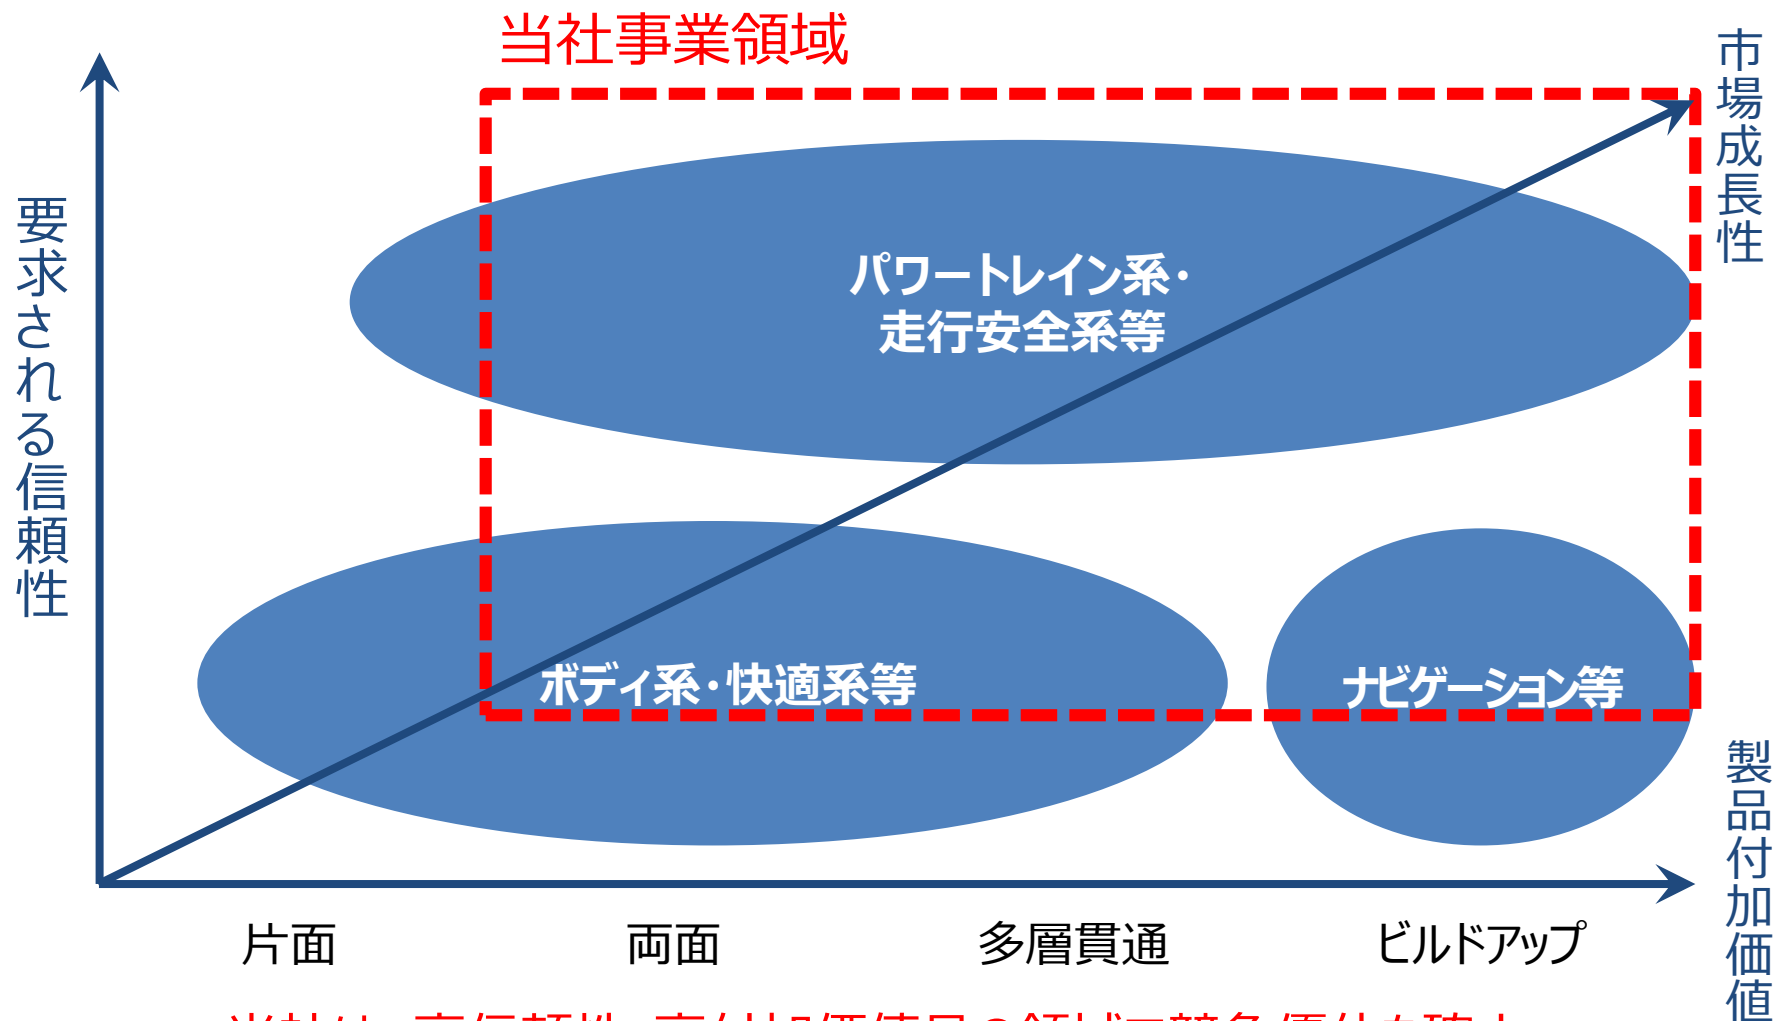 当社事業領域
市場成長性
要求される信頼性
パワートレイン系・
走行安全系等
ボディ系・快適系等
ナビゲーション等
製品付加価値
片面
両面
多層貫通
ビルドアップ